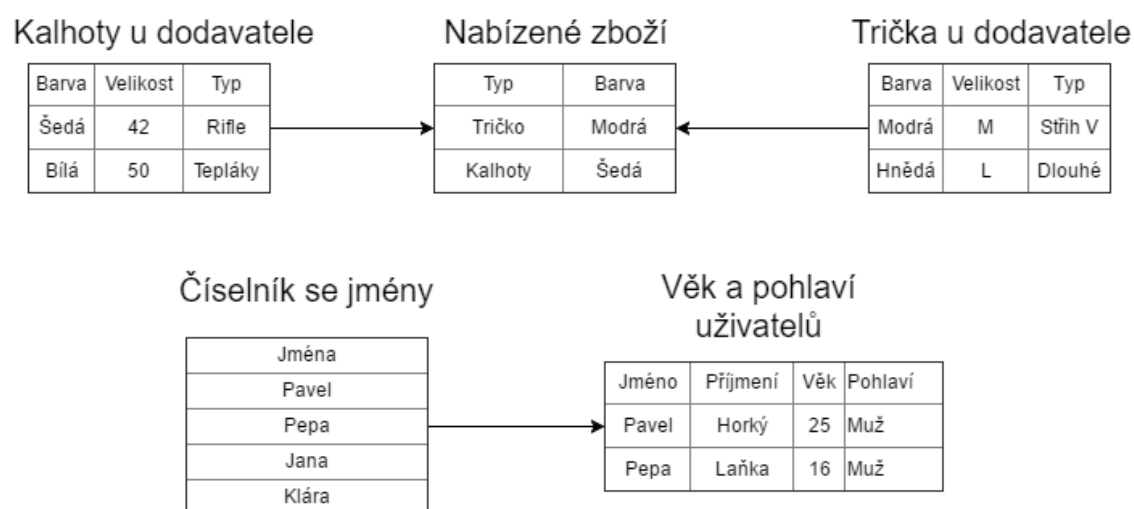 Kalhoty u dodavatele
Barva Velikost Typ
Šedá 42 Rifle
Bílá 50 Tepláky
Nabízené zboží
Typ Barva
Tričko Modrá
Kalhoty Šedá
Trička u dodavatele
Barva Velikost Typ
Modrá M Střih V
Hnědá L Dlouhé
Číselník se jmény
Jména
Pavel
Pepa
Jana
Klára
Věk a pohlaví
uživatelů
Jméno Příjmení Věk Pohlaví
Pavel Horký 25 Muž
Pepa Laňka 16 Muž